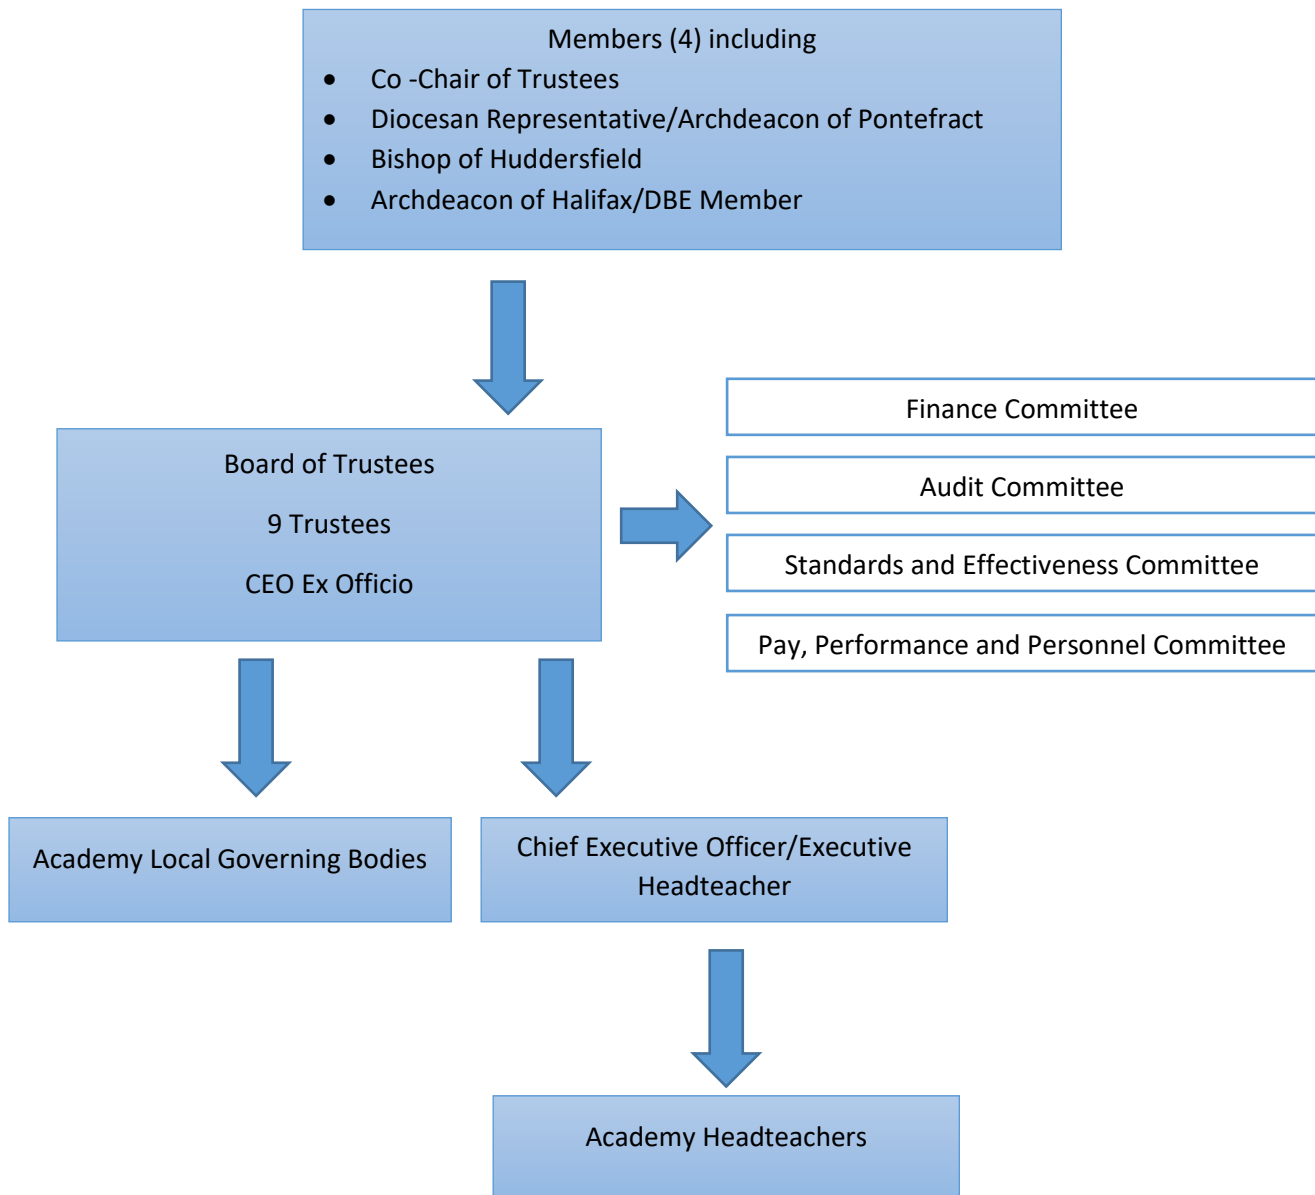 Members (4) including
• Co -Chair of Trustees
• Diocesan Representative/Archdeacon of Pontefract
• Bishop of Huddersfield
• Archdeacon of Halifax/DBE Member
Finance Committee
Board of Trustees
Audit Committee
9 Trustees
Standards and Effectiveness Committee
CEO Ex Officio
Pay, Performance and Personnel Committee
Academy Local Governing Bodies
Chief Executive Officer/Executive
Headteacher
Academy Headteachers